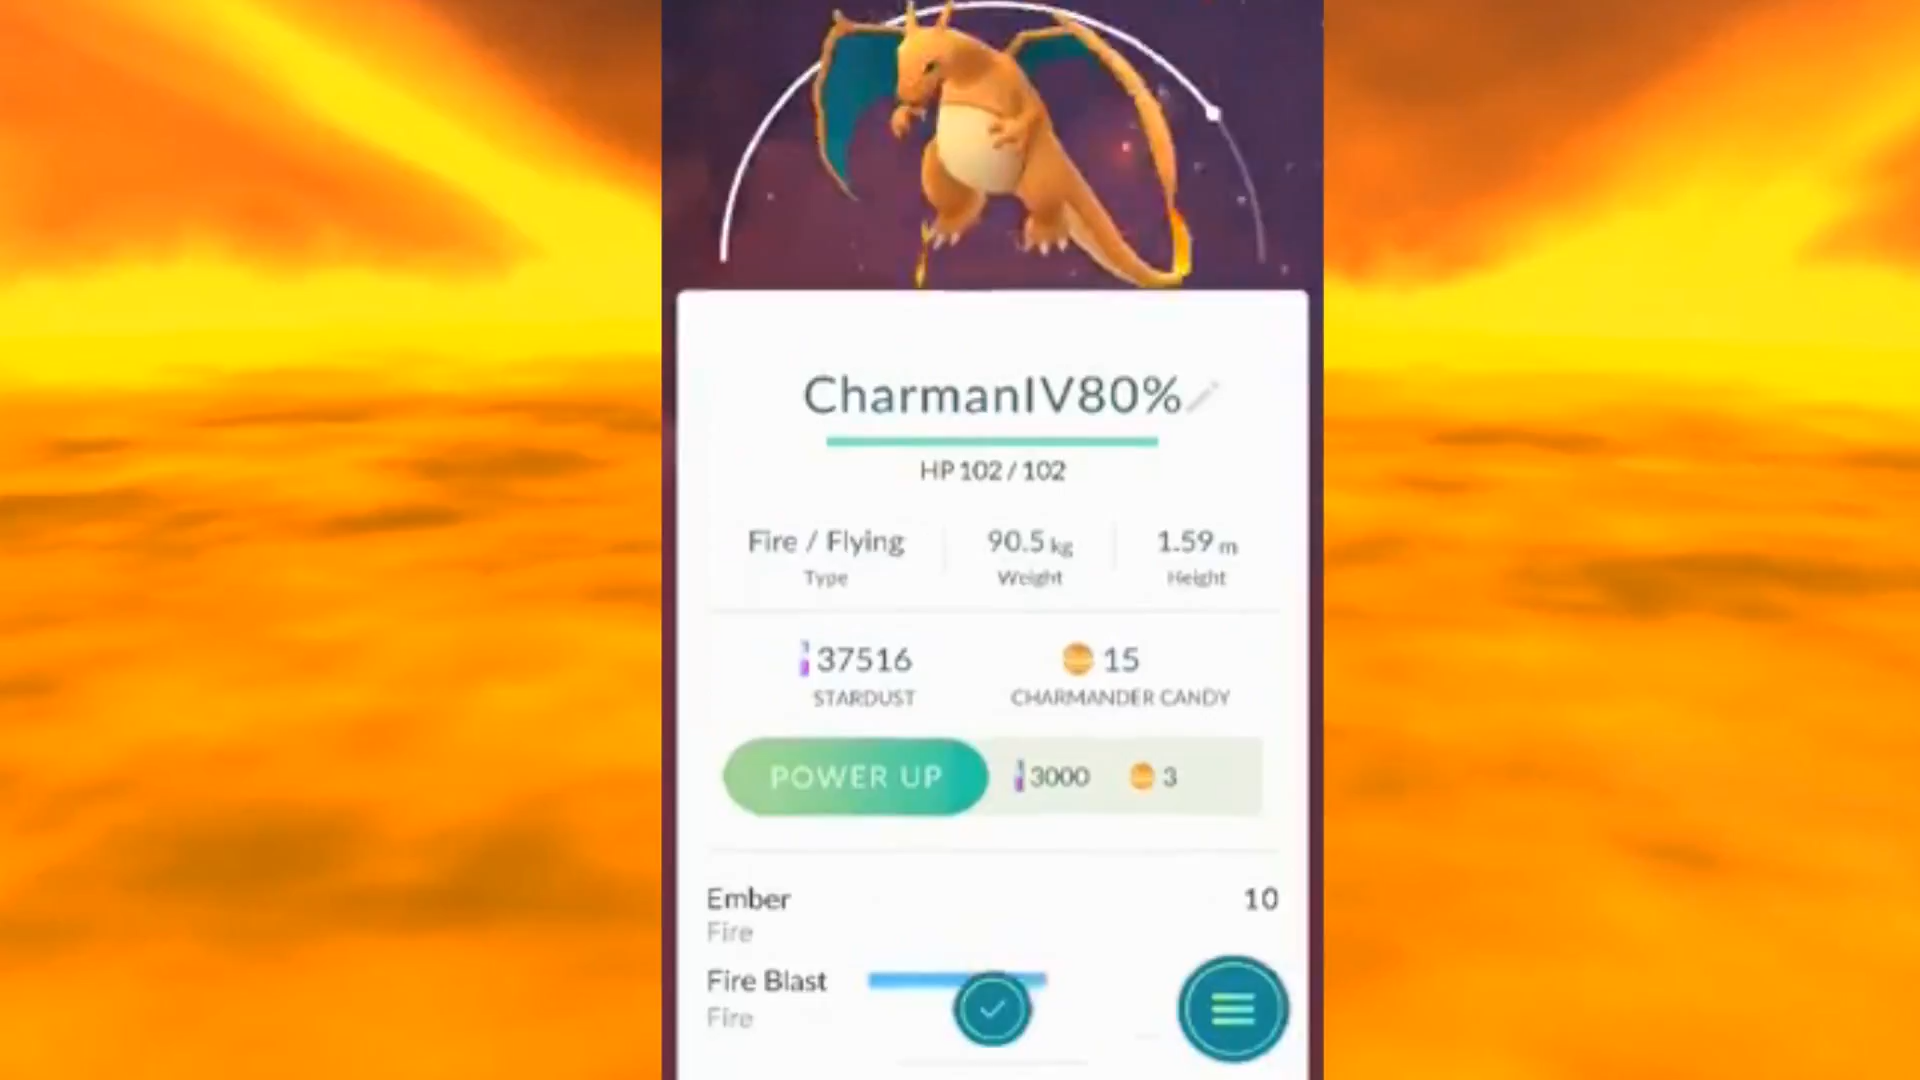 CharmanIV80%
HP 102 / 102
Fire / Flying
Type
90.5 kg
Weight
1.59 m
Height
37516
STARDUST
15
CHARMANDER CANDY
POWER UP
3000
3
Ember
10
Fire
Fire Blast
Fire